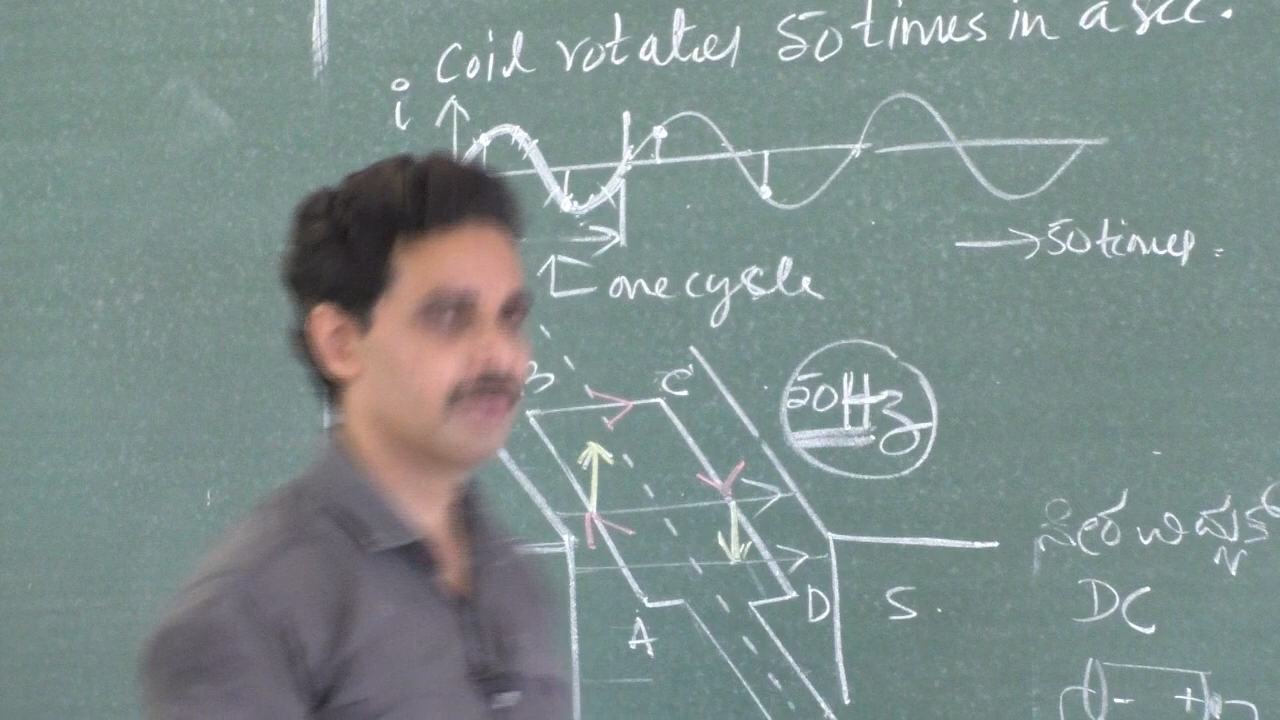 Coil rotates 50 times in a sec.
i
50 times.
one cycle
B C
50Hz
D S.
DC
A
- +